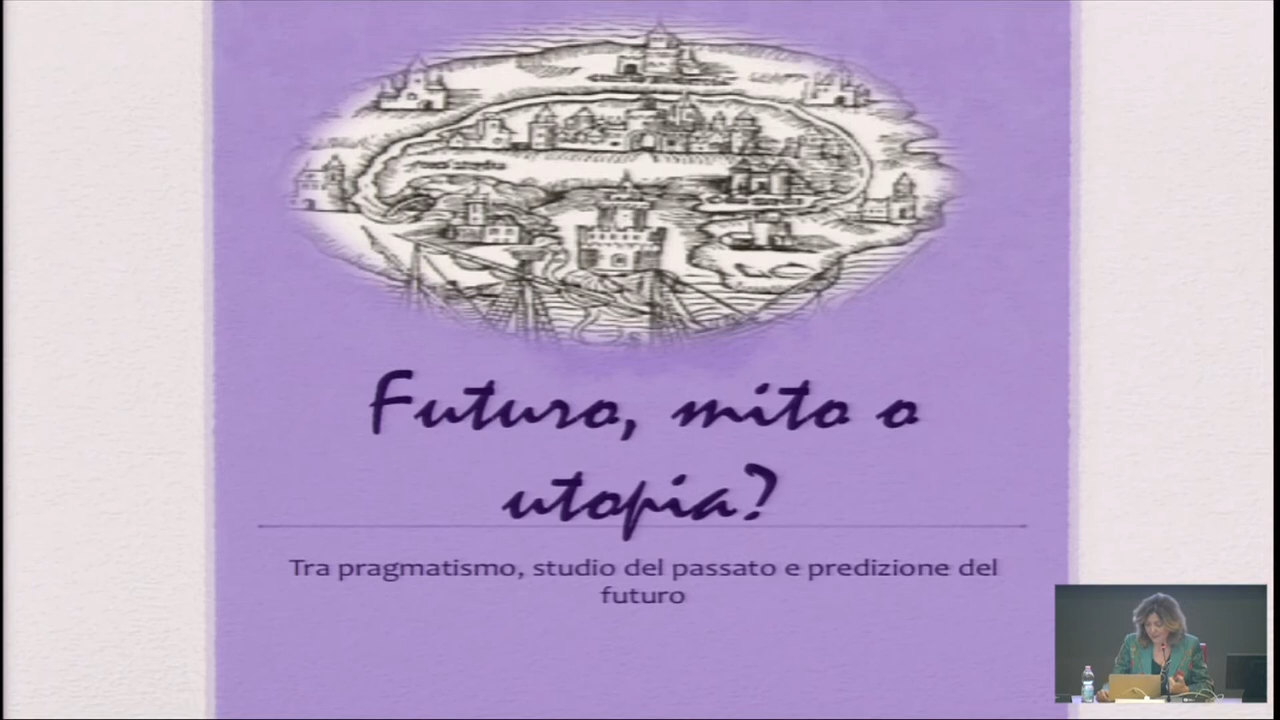 Futuro, mito o
utopia?
Tra pragmatismo, studio del passato e predizione del
futuro